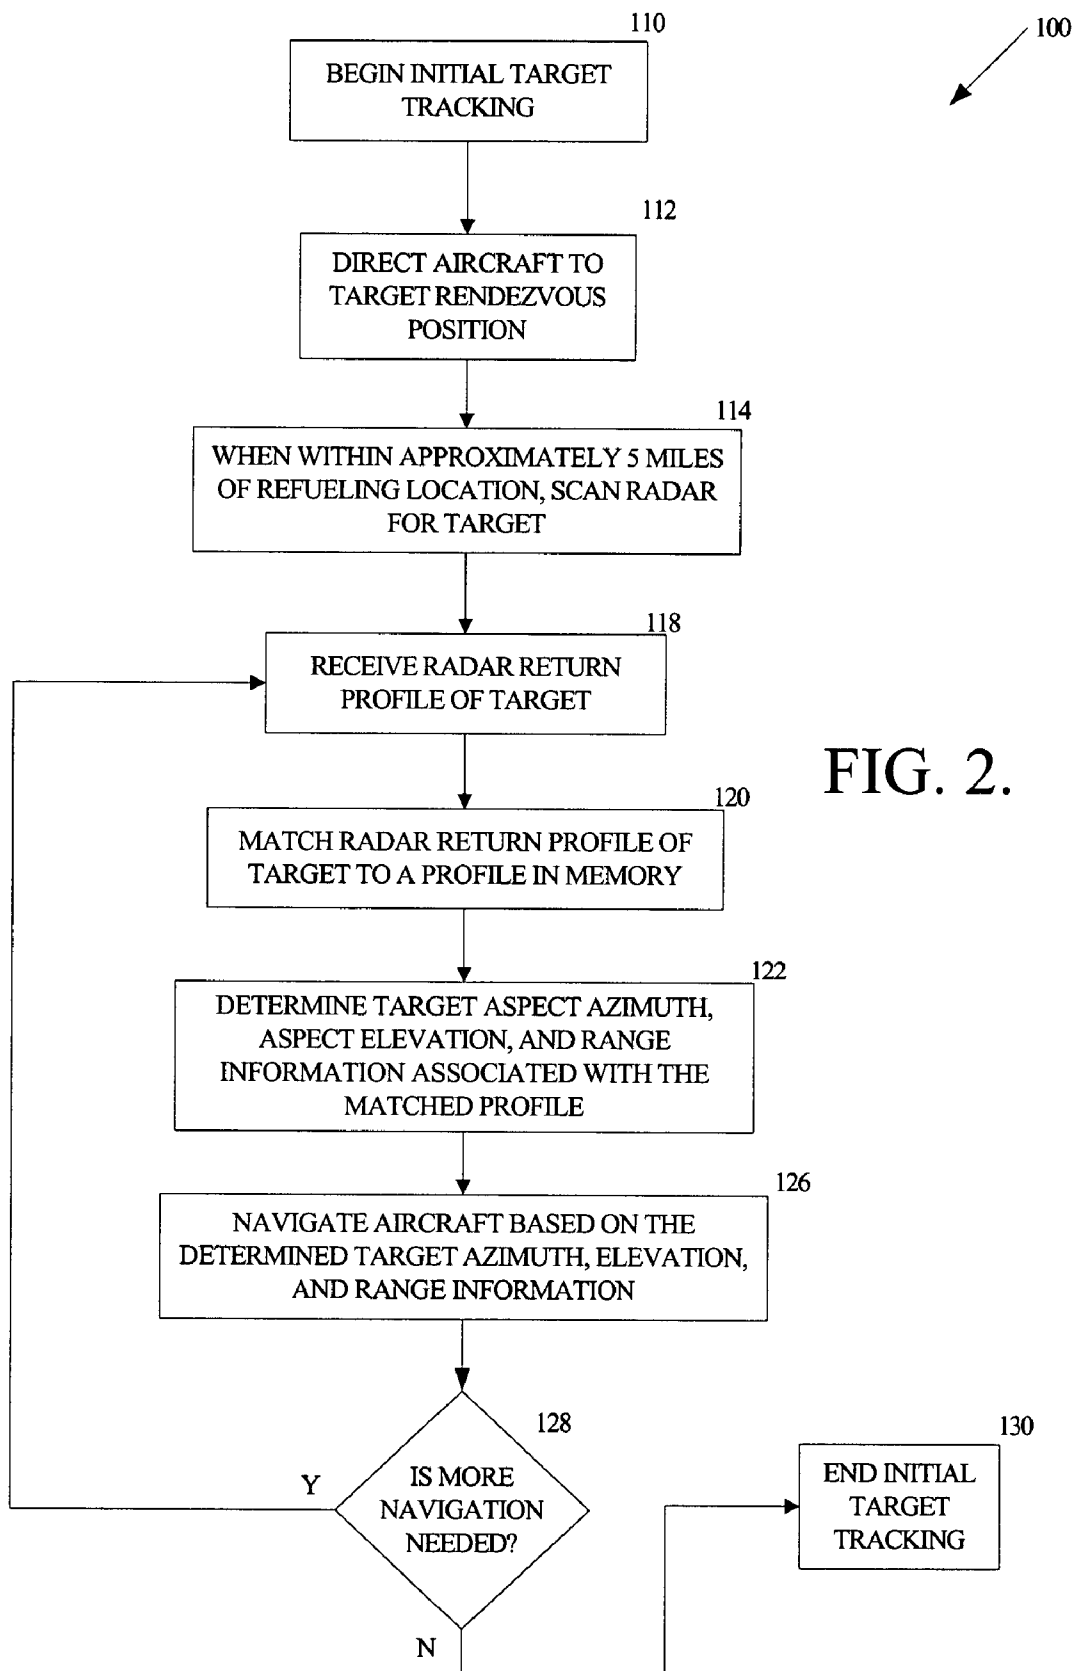 110
100
BEGIN INITIAL TARGET
TRACKING
112
DIRECT AIRCRAFT TO
TARGET RENDEZVOUS
POSITION
114
WHEN WITHIN APPROXIMATELY 5 MILES
OF REFUELING LOCATION, SCAN RADAR
FOR TARGET
118
RECEIVE RADAR RETURN
PROFILE OF TARGET
FIG. 2.
120
MATCH RADAR RETURN PROFILE OF
TARGET TO A PROFILE IN MEMORY
122
DETERMINE TARGET ASPECT AZIMUTH,
ASPECT ELEVATION, AND RANGE
INFORMATION ASSOCIATED WITH THE
MATCHED PROFILE
126
NAVIGATE AIRCRAFT BASED ON THE
DETERMINED TARGET AZIMUTH, ELEVATION,
AND RANGE INFORMATION
128
IS MORE
NAVIGATION
NEEDED?
Y
N
130
END INITIAL
TARGET
TRACKING